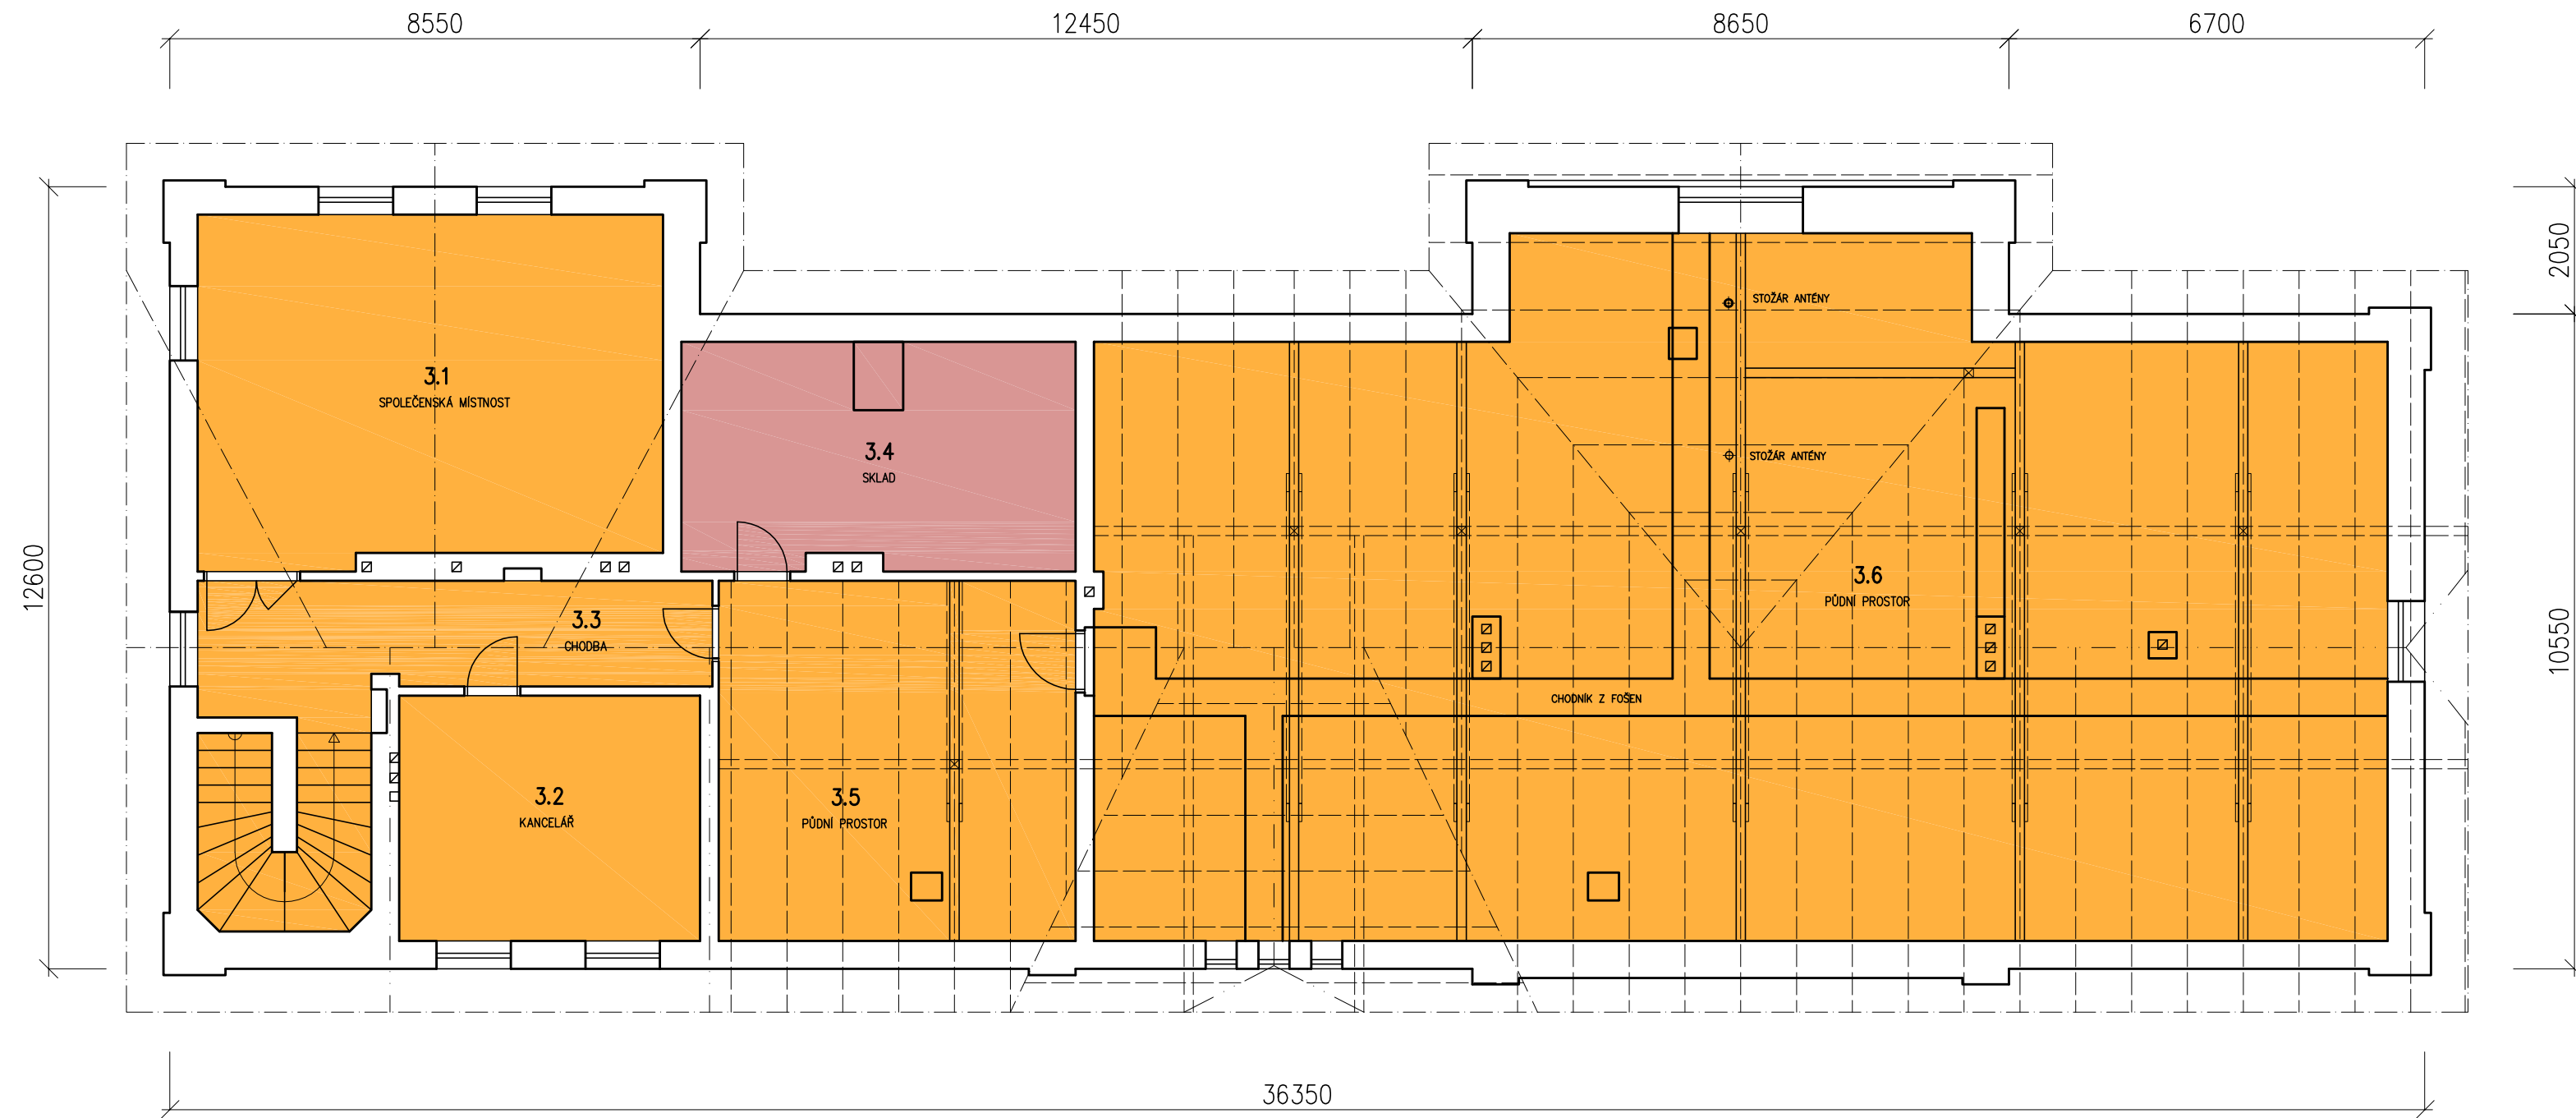 8550
12450
8650
6700
2050
12600
10550
STOŽÁR ANTÉNY
3.1
SPOLEČENSKÁ MÍSTNOST
3.4
SKLAD
STOŽÁR ANTÉNY
3.6
PŮDNÍ PROSTOR
3.3
CHODBA
CHODNÍK Z FOŠEN
3.2
KANCELÁŘ
3.5
PŮDNÍ PROSTOR
36350